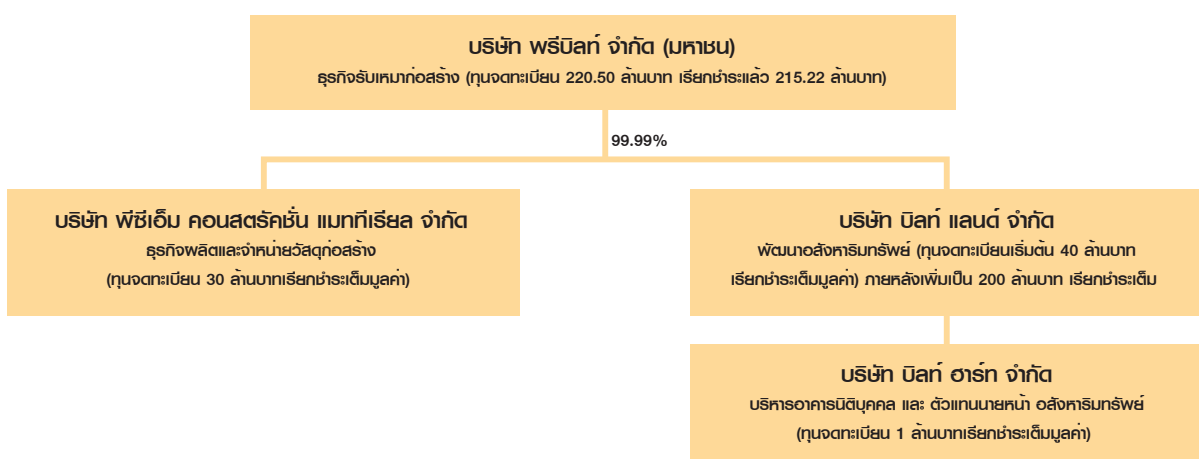 บริษัท พรีบิลท์ จำกัด (มหาชน)
ธุรกิจรับเหมาก่อสร้าง (ทุนจดทะเบียน 220.50 ล้านบาท เรียกชำระแล้ว 215.22 ล้านบาท)
99.99%
บริษัท พีซีเอ็ม คอนสตรัคชั่น แมททีเรียล จำกัด
ธุรกิจผลิตและจำหน่ายวัสดุก่อสร้าง
(ทุนจดทะเบียน 30 ล้านบาทเรียกชำระเต็มมูลค่า)
บริษัท บิลท์ แลนด์ จำกัด
พัฒนาอสังหาริมทรัพย์ (ทุนจดทะเบียนเริ่มต้น 40 ล้านบาท
เรียกชำระเต็มมูลค่า) ภายหลังเพิ่มเป็น 200 ล้านบาท เรียกชำระเต็ม
บริษัท บิลท์ ฮาร์ท จำกัด
บริหารอาคารนิติบุคคล และ ตัวแทนนายหน้า อสังหาริมทรัพย์
(ทุนจดทะเบียน 1 ล้านบาทเรียกชำระเต็มมูลค่า)